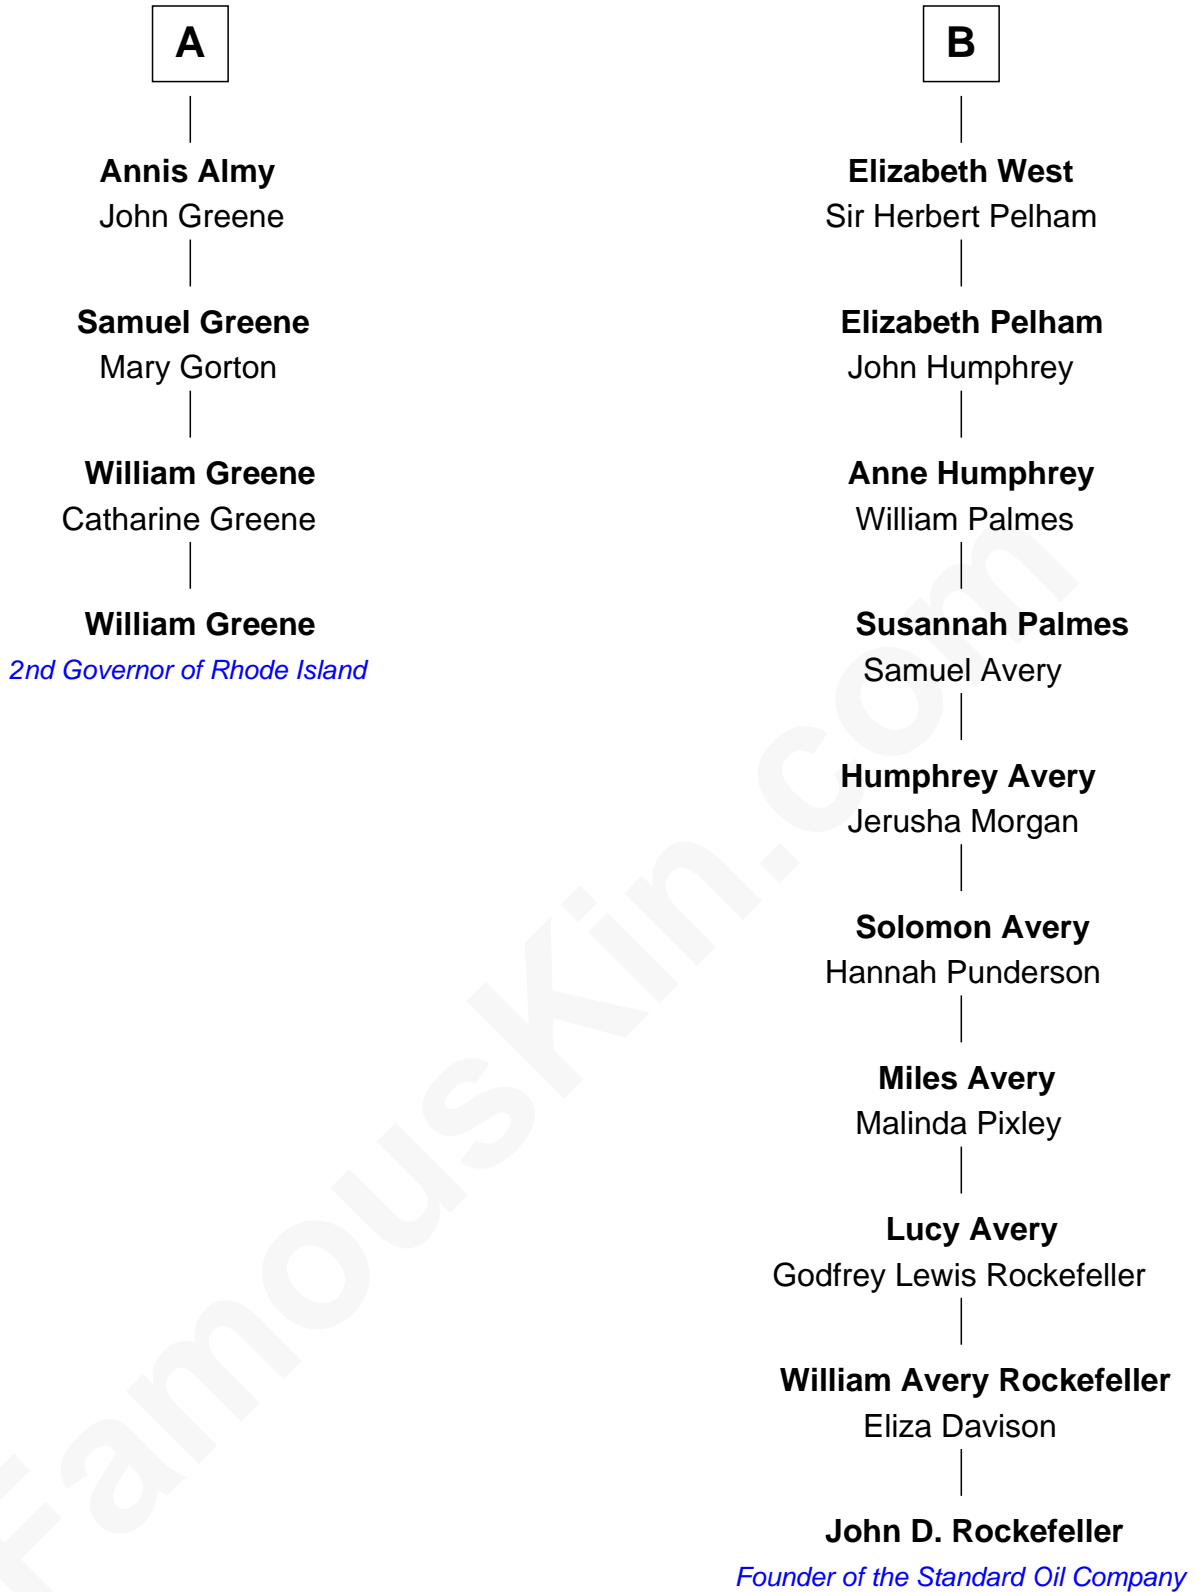 A
Annis Almy
John Greene
Samuel Greene
Mary Gorton
William Greene
Catharine Greene
William Greene
2nd Governor of Rhode Island
B
Elizabeth West
Sir Herbert Pelham
Elizabeth Pelham
John Humphrey
Anne Humphrey
William Palmes
Susannah Palmes
Samuel Avery
Humphrey Avery
Jerusha Morgan
Solomon Avery
Hannah Punderson
Miles Avery
Malinda Pixley
Lucy Avery
Godfrey Lewis Rockefeller
William Avery Rockefeller
Eliza Davison
John D. Rockefeller
Founder of the Standard Oil Company
FamousKin.com